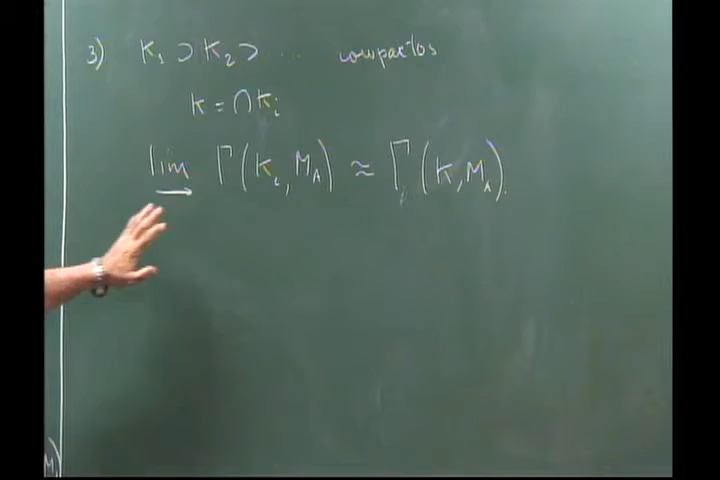 3) K₁ ⊃ K₂ ⊃ ... compactos
K = ∩ Kᵢ
lim→ Γ(Kᵢ, M_A) ≈ Γ(K, M_A).